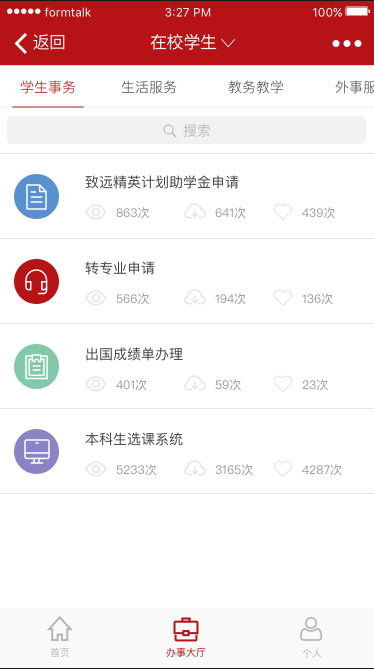 formtalk 3:27 PM 100%
返回 在校学生
学生事务 生活服务 教务教学 外事服
搜索
致远精英计划助学金申请
863次 641次 439次
转专业申请
566次 194次 136次
出国成绩单办理
401次 59次 23次
本科生选课系统
5233次 3165次 4287次
首页 办事大厅 个人